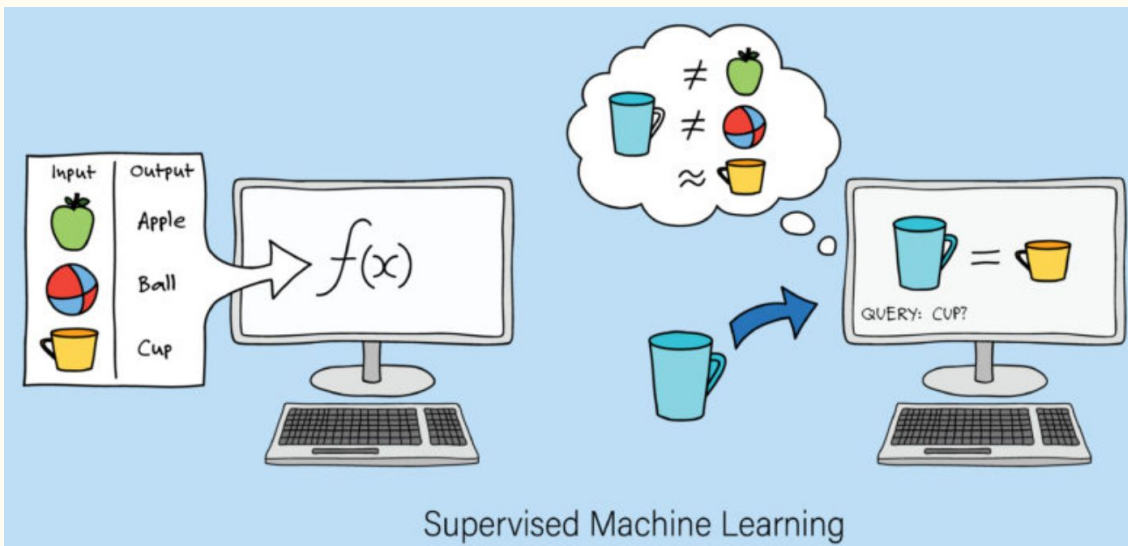 Input Output
Apple
Ball
Cup
f(x)
≠
≠
≈
=
QUERY: CUP?
Supervised Machine Learning